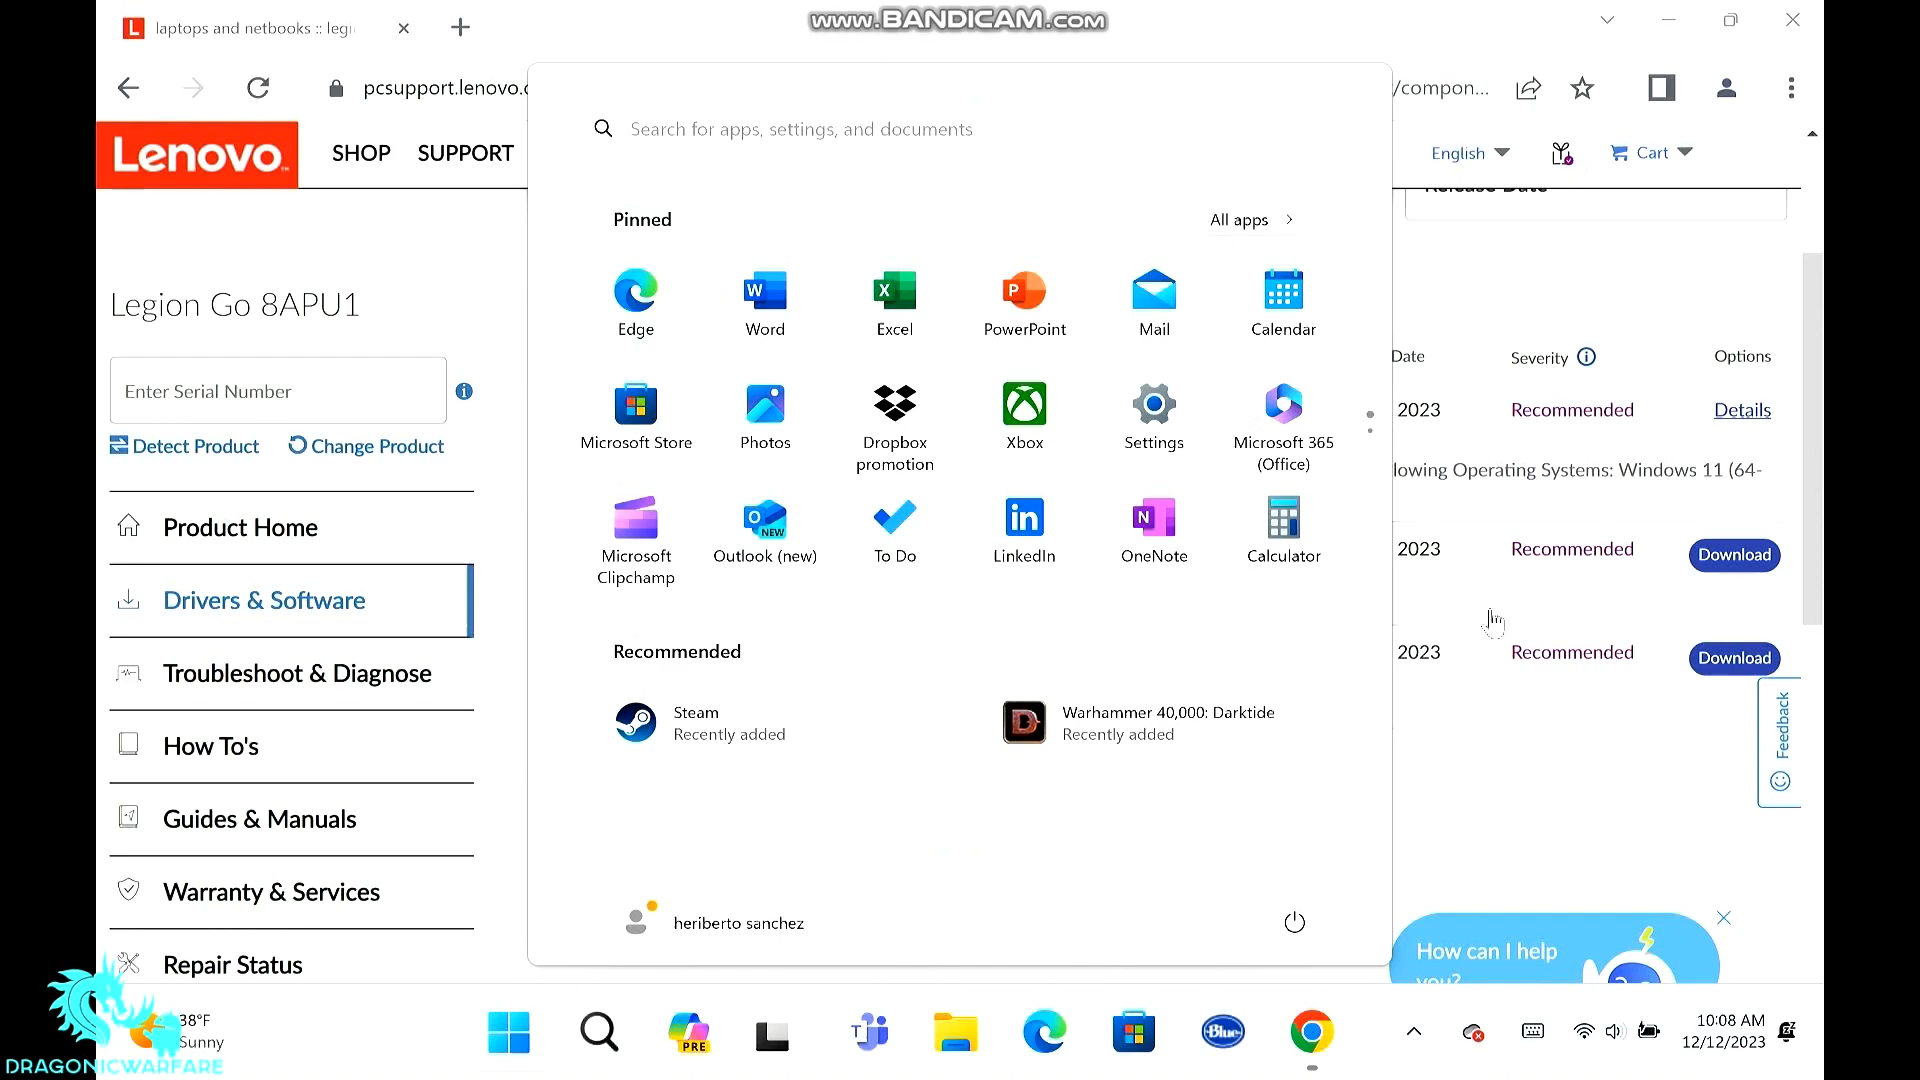 www.BANDICAM.com
laptops and netbooks :: legi
pcsupport.lenovo.c
/compon...
Lenovo
SHOP
SUPPORT
English
Cart
Search for apps, settings, and documents
Release Date
Pinned
All apps
Legion Go 8APU1
Enter Serial Number
Detect Product
Change Product
Edge
Word
Excel
PowerPoint
Mail
Calendar
Date
Severity
Options
2023
Recommended
Details
Microsoft Store
Photos
Dropbox
promotion
Xbox
Settings
Microsoft 365
(Office)
lowing Operating Systems: Windows 11 (64-
Product Home
Drivers & Software
Troubleshoot & Diagnose
How To's
Guides & Manuals
Warranty & Services
Repair Status
NEW
Microsoft
Clipchamp
Outlook (new)
To Do
LinkedIn
OneNote
Calculator
2023
Recommended
Download
2023
Recommended
Download
Feedback
Recommended
Steam
Recently added
Warhammer 40,000: Darktide
Recently added
heriberto sanchez
How can I help
you?
38°F
Sunny
DRAGONICWARFARE
PRE
Blue
10:08 AM
12/12/2023